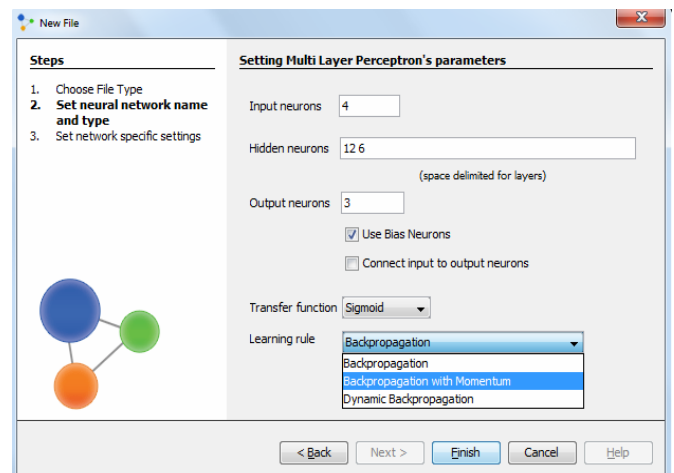 New File
Steps
1. Choose File Type
2. Set neural network name
and type
3. Set network specific settings
Setting Multi Layer Perceptron's parameters
Input neurons 4
Hidden neurons 12 6
(space delimited for layers)
Output neurons 3
Use Bias Neurons
Connect input to output neurons
Transfer function Sigmoid
Learning rule Backpropagation
Backpropagation
Backpropagation with Momentum
Dynamic Backpropagation
< Back Next > Finish Cancel Help